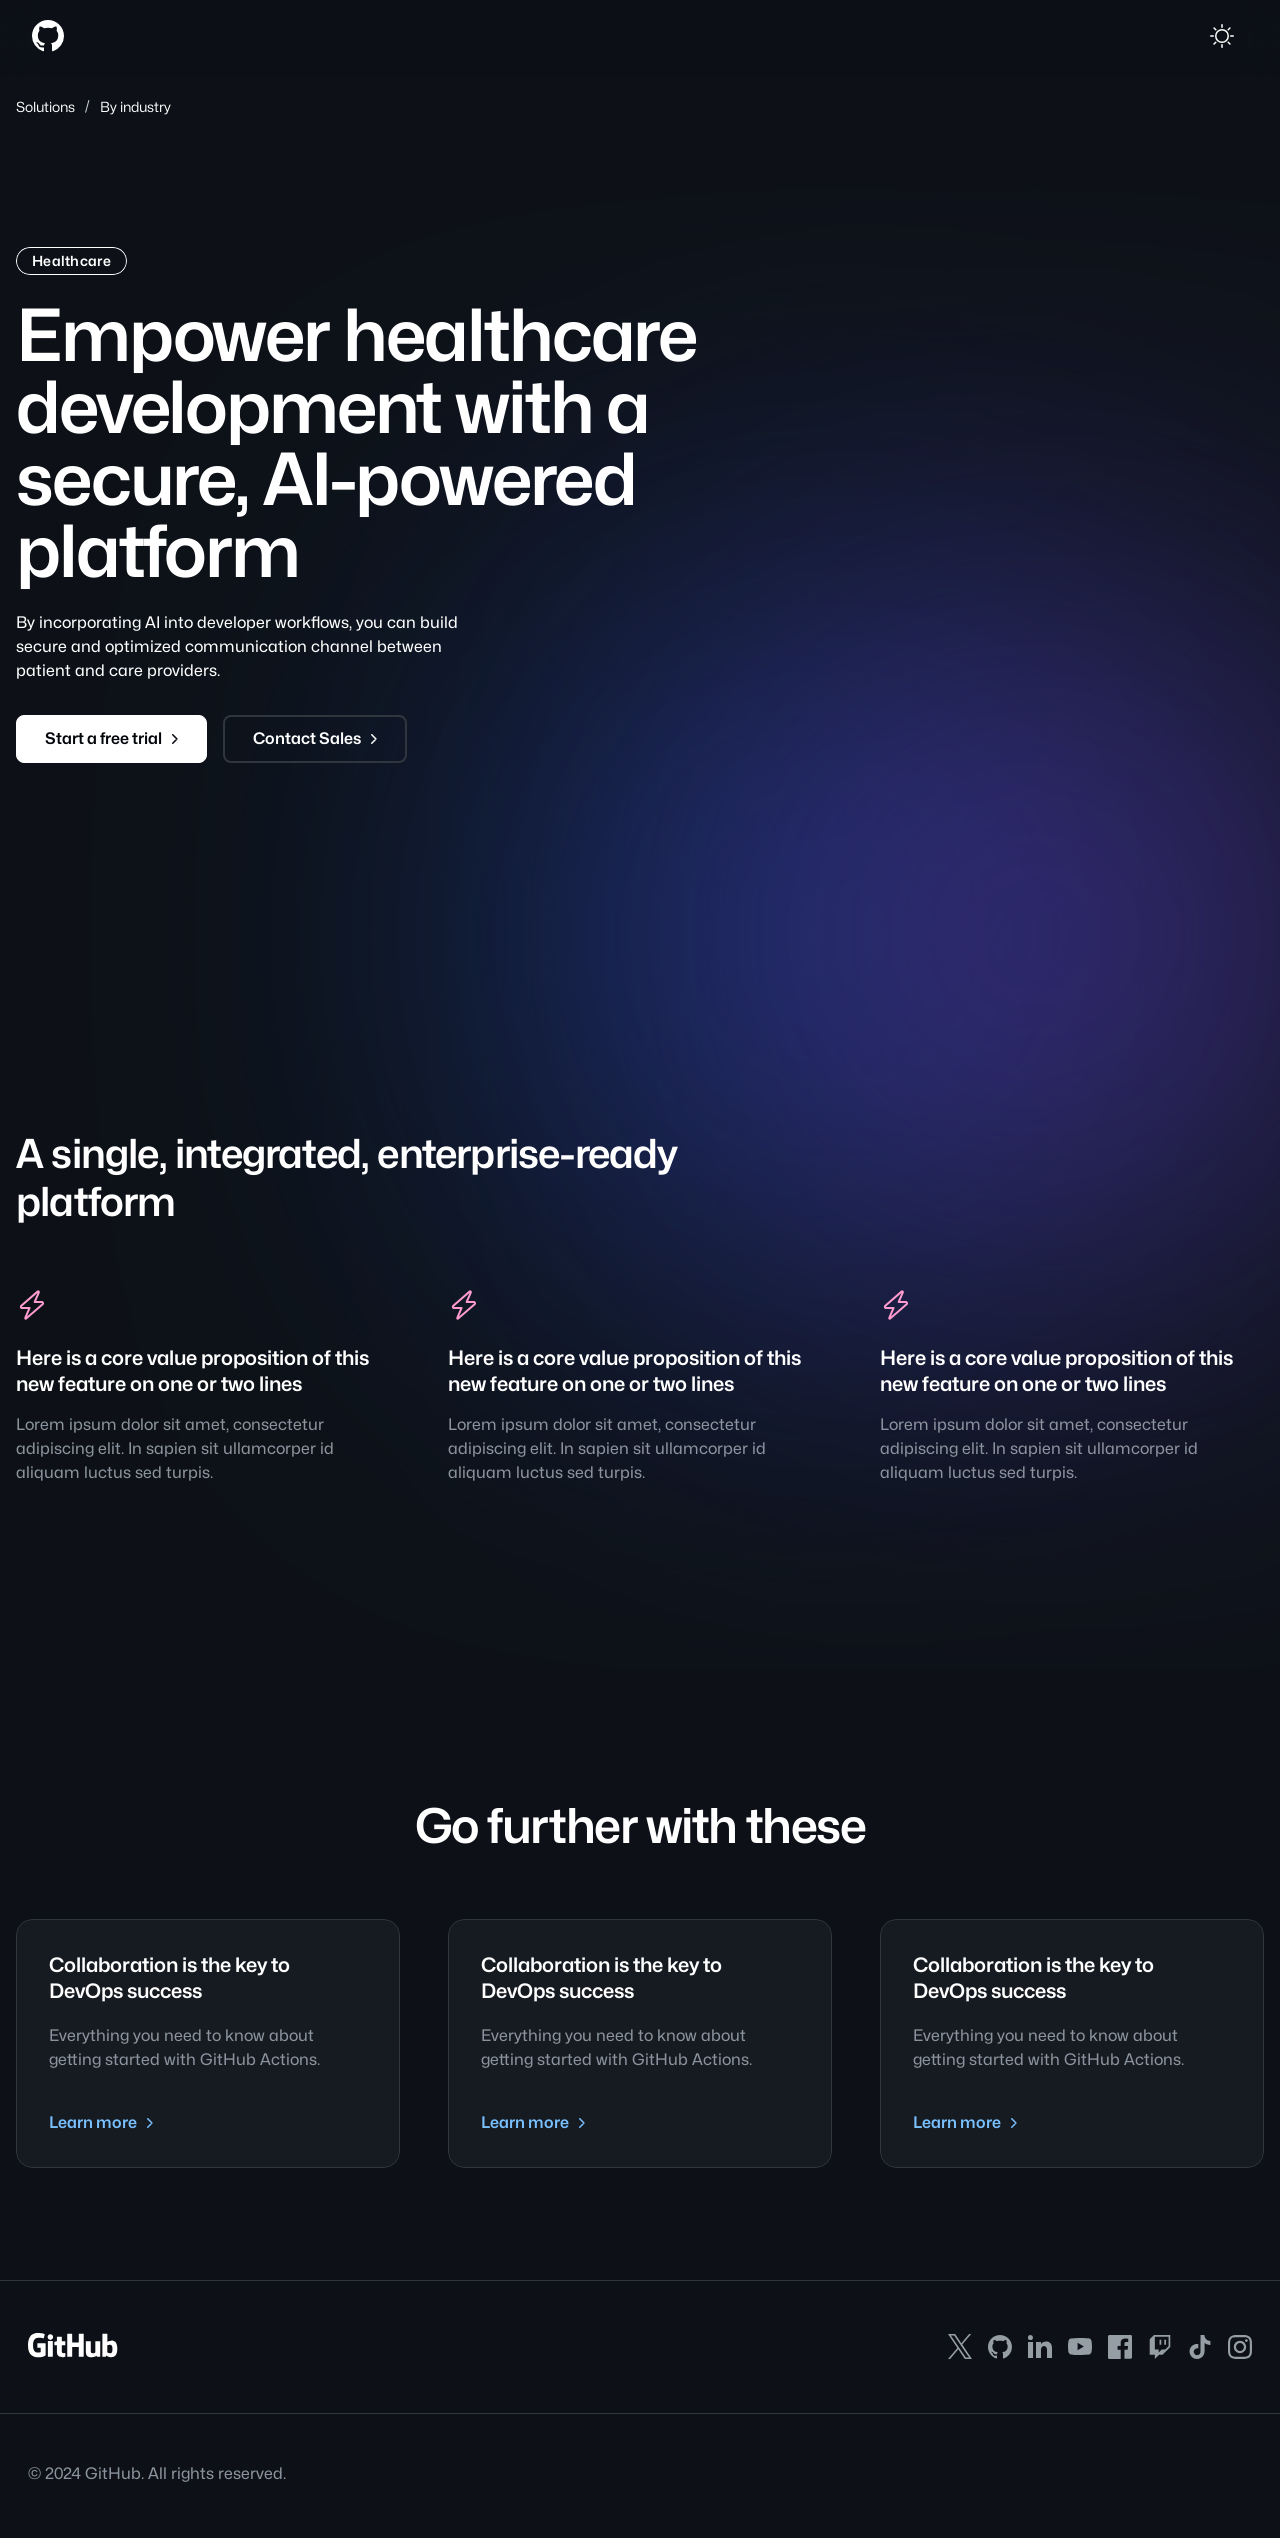 Solutions / By industry
Healthcare
Empower healthcare
development with a
secure, AI-powered
platform
By incorporating AI into developer workflows, you can build
secure and optimized communication channel between
patient and care providers.
Start a free trial
Contact Sales
A single, integrated, enterprise-ready
platform
Here is a core value proposition of this
new feature on one or two lines
Lorem ipsum dolor sit amet, consectetur
adipiscing elit. In sapien sit ullamcorper id
aliquam luctus sed turpis.
Here is a core value proposition of this
new feature on one or two lines
Lorem ipsum dolor sit amet, consectetur
adipiscing elit. In sapien sit ullamcorper id
aliquam luctus sed turpis.
Here is a core value proposition of this
new feature on one or two lines
Lorem ipsum dolor sit amet, consectetur
adipiscing elit. In sapien sit ullamcorper id
aliquam luctus sed turpis.
Go further with these
Collaboration is the key to
DevOps success
Everything you need to know about
getting started with GitHub Actions.
Learn more
Collaboration is the key to
DevOps success
Everything you need to know about
getting started with GitHub Actions.
Learn more
Collaboration is the key to
DevOps success
Everything you need to know about
getting started with GitHub Actions.
Learn more
GitHub
© 2024 GitHub. All rights reserved.